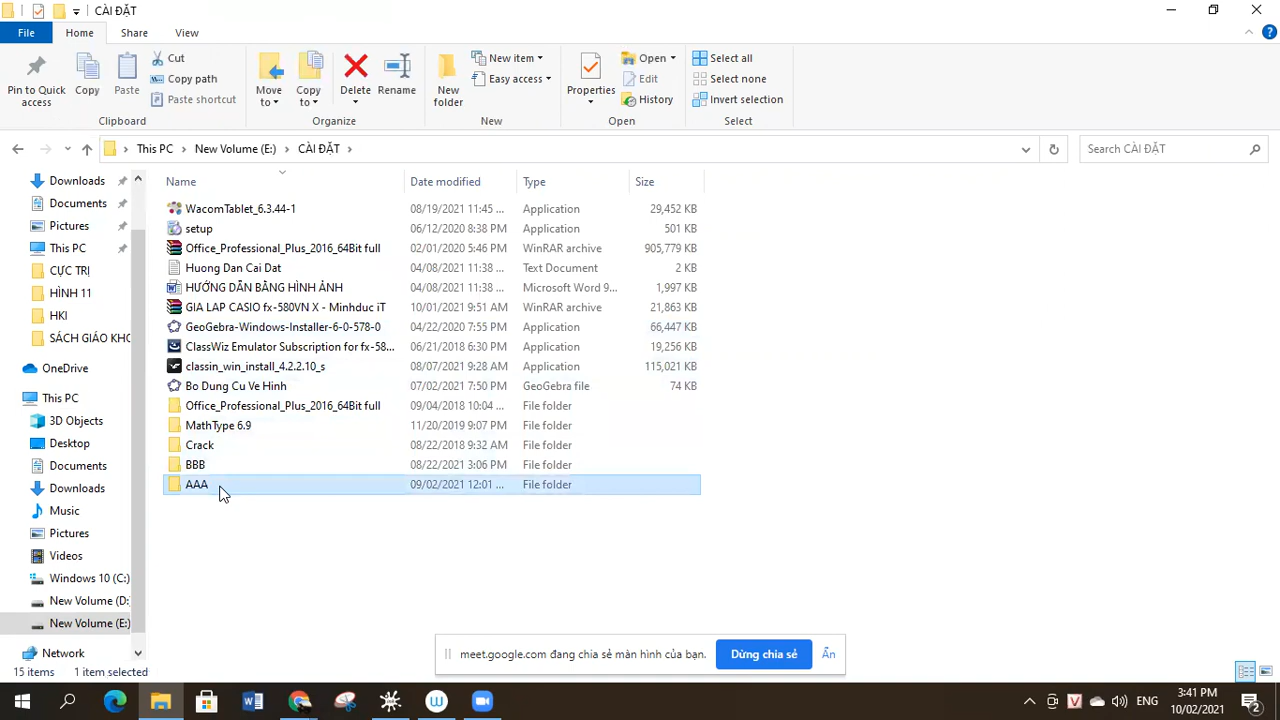 CÀI ĐẶT
File Home Share View
Pin to Quick access
Copy
Paste
Cut
Copy path
Paste shortcut
Move to
Copy to
Delete
Rename
New folder
New item
Easy access
Properties
Open
Edit
History
Select all
Select none
Invert selection
Clipboard Organize New Open Select
This PC New Volume (E:) CÀI ĐẶT
Search CÀI ĐẶT
Downloads
Documents
Pictures
This PC
CỰC TRỊ
HÌNH 11
HKI
SÁCH GIÁO KHO
OneDrive
This PC
3D Objects
Desktop
Documents
Downloads
Music
Pictures
Videos
Windows 10 (C:)
New Volume (D:
New Volume (E:)
Network
Name Date modified Type Size
WacomTablet_6.3.44-1 08/19/2021 11:45 ... Application 29,452 KB
setup 06/12/2020 8:38 PM Application 501 KB
Office_Professional_Plus_2016_64Bit full 02/01/2020 5:46 PM WinRAR archive 905,779 KB
Huong Dan Cai Dat 04/08/2021 11:38 ... Text Document 2 KB
HƯỚNG DẪN BẰNG HÌNH ẢNH 04/08/2021 11:38 ... Microsoft Word 9... 1,997 KB
GIA LAP CASIO fx-580VN X - Minhduc iT 10/01/2021 9:51 AM WinRAR archive 21,863 KB
GeoGebra-Windows-Installer-6-0-578-0 04/22/2020 7:55 PM Application 66,447 KB
ClassWiz Emulator Subscription for fx-58... 06/21/2018 6:30 PM Application 19,256 KB
classin_win_install_4.2.2.10_s 08/07/2021 9:28 AM Application 115,021 KB
Bo Dung Cu Ve Hinh 07/02/2021 7:50 PM GeoGebra file 74 KB
Office_Professional_Plus_2016_64Bit full 09/04/2018 10:04 ... File folder
MathType 6.9 11/20/2019 9:07 PM File folder
Crack 08/22/2018 9:32 AM File folder
BBB 08/22/2021 3:06 PM File folder
AAA 09/02/2021 12:01 ... File folder
meet.google.com đang chia sẻ màn hình của bạn. Dừng chia sẻ Ẩn
15 items 1 item selected
ENG
3:41 PM
10/02/2021
2